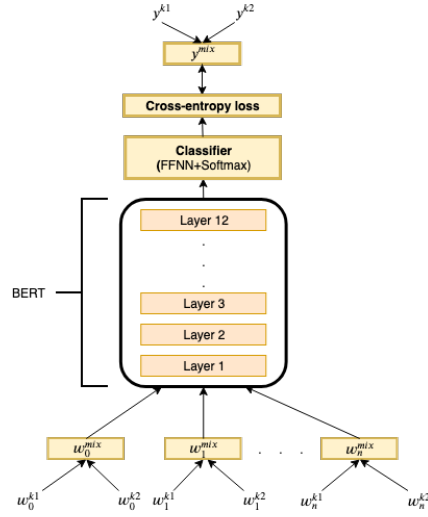 y^{k1} y^{k2}
y^{mix}
Cross-entropy loss
Classifier
(FFNN+Softmax)
Layer 12
.
.
.
BERT
Layer 3
Layer 2
Layer 1
w_0^{mix} w_1^{mix} . . . w_n^{mix}
w_0^{k1} w_0^{k2} w_1^{k1} w_1^{k2} w_n^{k1} w_n^{k2}